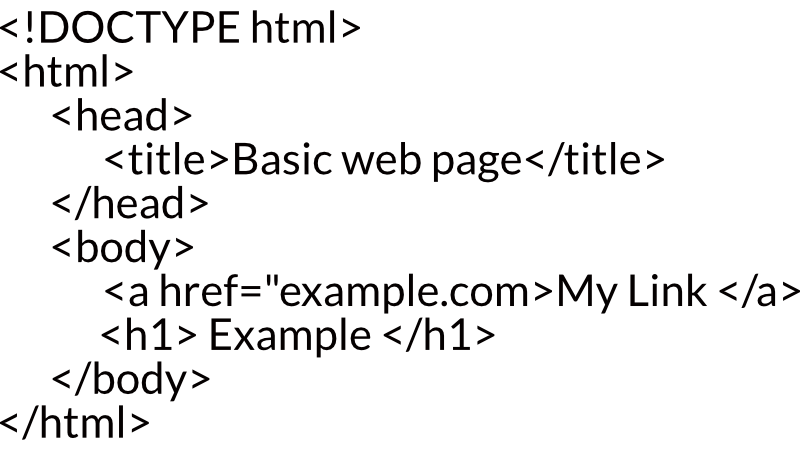 <!DOCTYPE html>
<html>
<head>
<title>Basic web page</title>
</head>
<body>
<a href="example.com>My Link </a>
<h1> Example </h1>
</body>
</html>